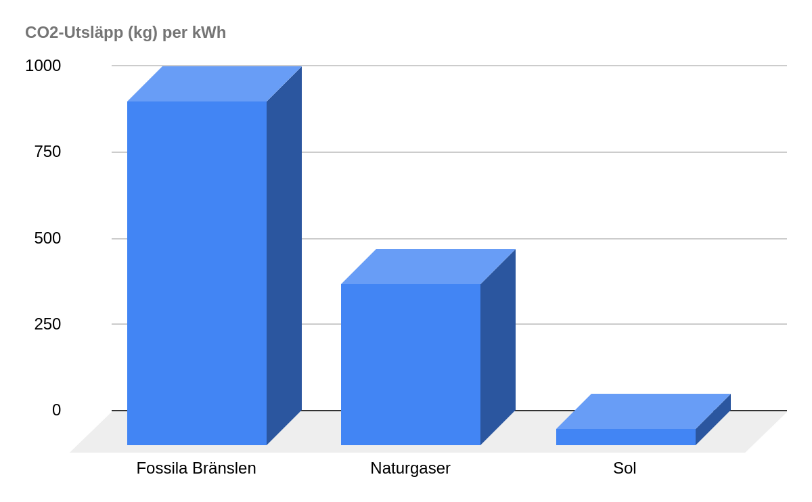 CO2-Utsläpp (kg) per kWh
1000
750
500
250
0
Fossila Bränslen
Naturgaser
Sol